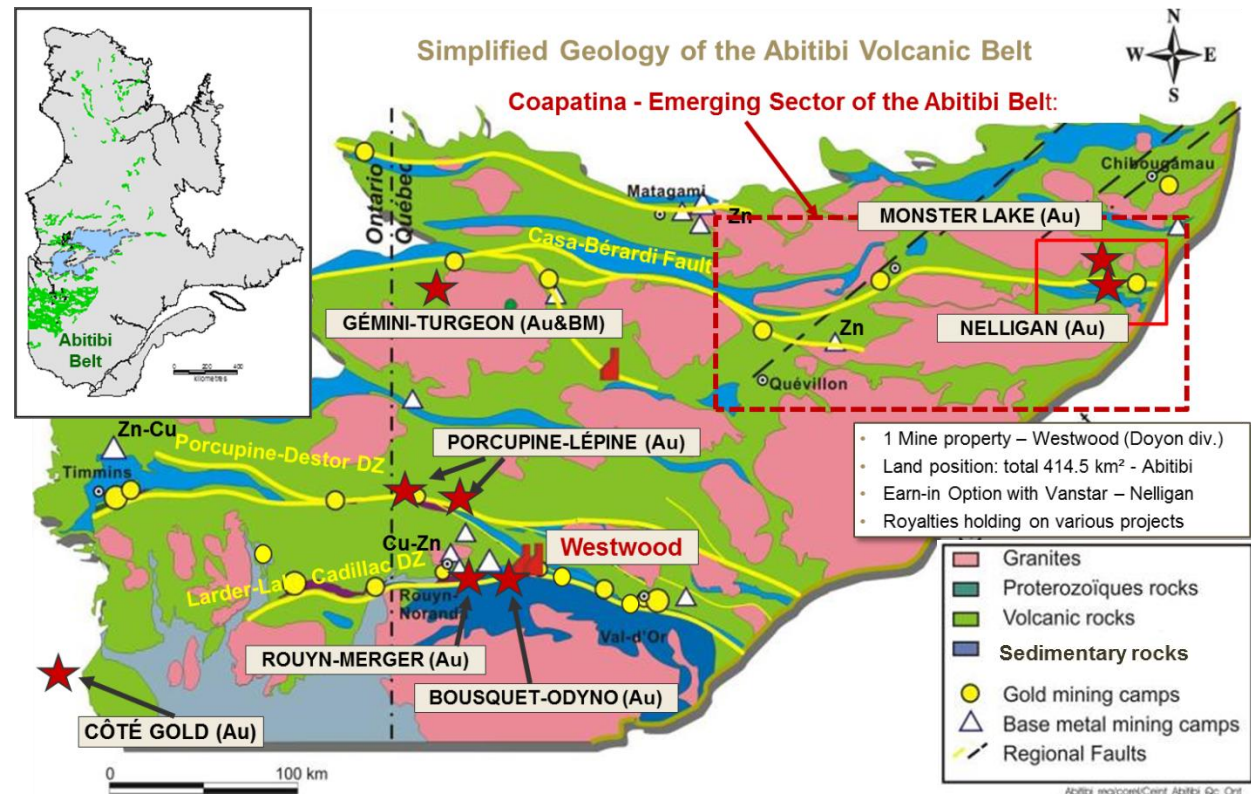 Simplified Geology of the Abitibi Volcanic Belt
Coapatina - Emerging Sector of the Abitibi Belt:
N
W
E
S
Abitibi
Belt
0 200 400
kilometres
Ontario
Québec
Matagami
Zn
Chibougamau
MONSTER LAKE (Au)
Casa-Bérardi Fault
GÉMINI-TURGEON (Au&BM)
NELLIGAN (Au)
Zn
Quévillon
Zn-Cu
Timmins
Porcupine-Destor DZ
PORCUPINE-LÉPINE (Au)
Cu-Zn
Westwood
Larder-Lake Cadillac DZ
Rouyn-
Noranda
Val-d'Or
ROUYN-MERGER (Au)
BOUSQUET-ODYNO (Au)
CÔTÉ GOLD (Au)
0 100 km
• 1 Mine property – Westwood (Doyon div.)
• Land position: total 414.5 km² - Abitibi
• Earn-in Option with Vanstar – Nelligan
• Royalties holding on various projects
Granites
Proterozoïques rocks
Volcanic rocks
Sedimentary rocks
Gold mining camps
Base metal mining camps
Regional Faults